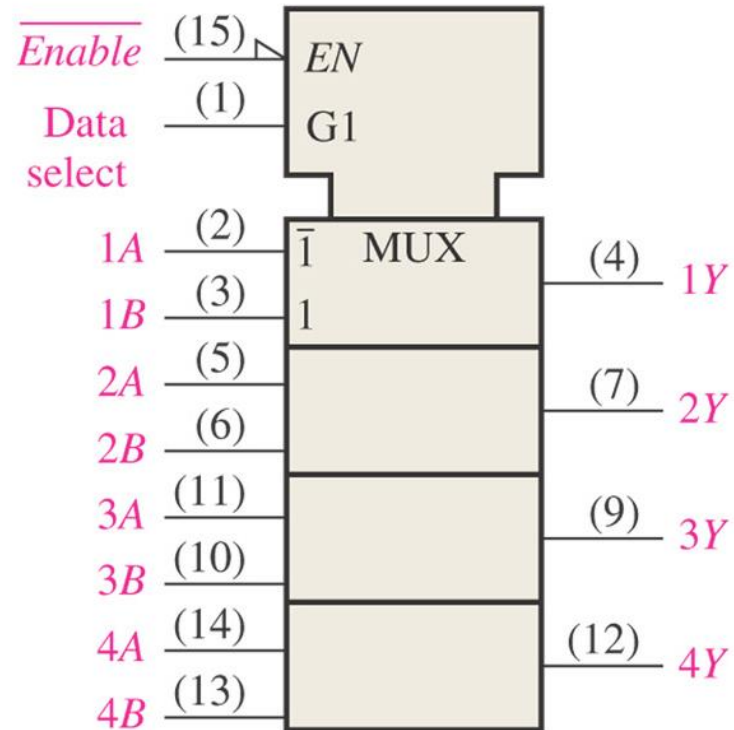 E̅n̅a̅b̅l̅e̅ (15) EN
Data select (1) G1
MUX
1A (2) 1̅
1B (3) 1
(4) 1Y
2A (5)
2B (6)
(7) 2Y
3A (11)
3B (10)
(9) 3Y
4A (14)
4B (13)
(12) 4Y